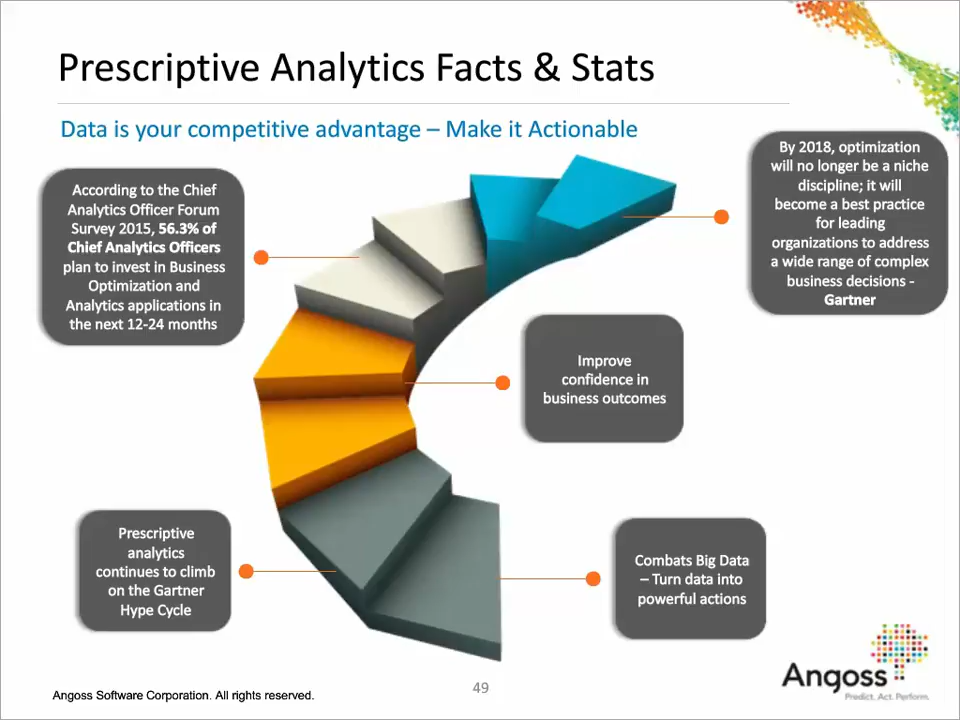 Prescriptive Analytics Facts & Stats
Data is your competitive advantage – Make it Actionable
According to the Chief
Analytics Officer Forum
Survey 2015, 56.3% of
Chief Analytics Officers
plan to invest in Business
Optimization and
Analytics applications in
the next 12-24 months
By 2018, optimization
will no longer be a niche
discipline; it will
become a best practice
for leading
organizations to address
a wide range of complex
business decisions -
Gartner
Improve
confidence in
business outcomes
Prescriptive
analytics
continues to climb
on the Gartner
Hype Cycle
Combats Big Data
– Turn data into
powerful actions
Angoss Software Corporation. All rights reserved.
49
Angoss
Predict. Act. Perform.